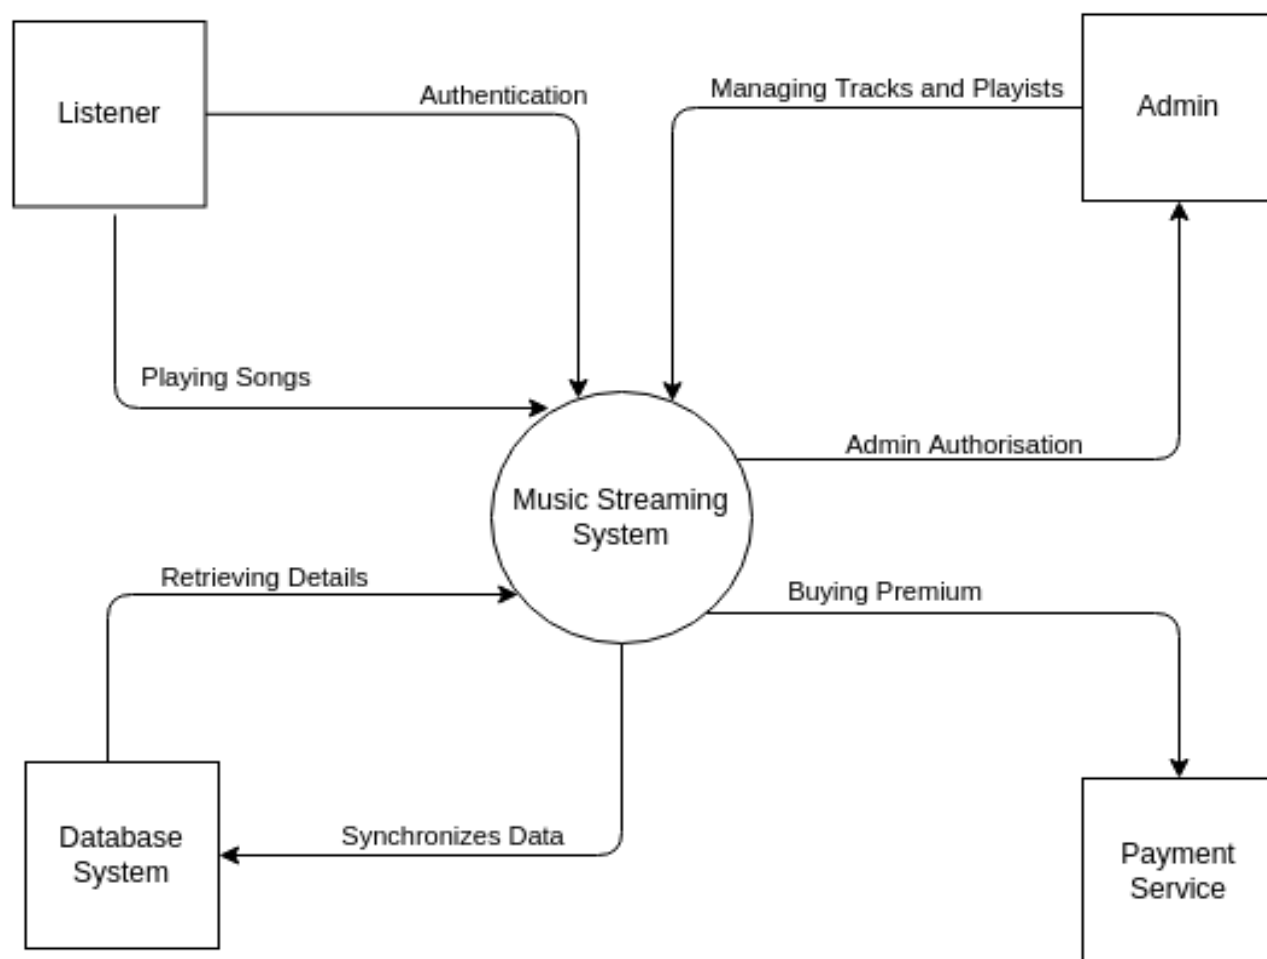 Listener
Authentication
Managing Tracks and Playists
Admin
Playing Songs
Admin Authorisation
Music Streaming
System
Retrieving Details
Buying Premium
Synchronizes Data
Database
System
Payment
Service